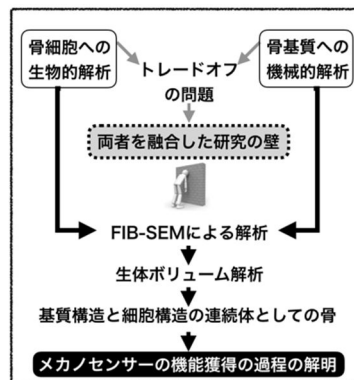 骨細胞への
生物的解析
骨基質への
機械的解析
トレードオフ
の問題
両者を融合した研究の壁
FIB-SEMによる解析
生体ボリューム解析
基質構造と細胞構造の連続体としての骨
メカノセンサーの機能獲得の過程の解明